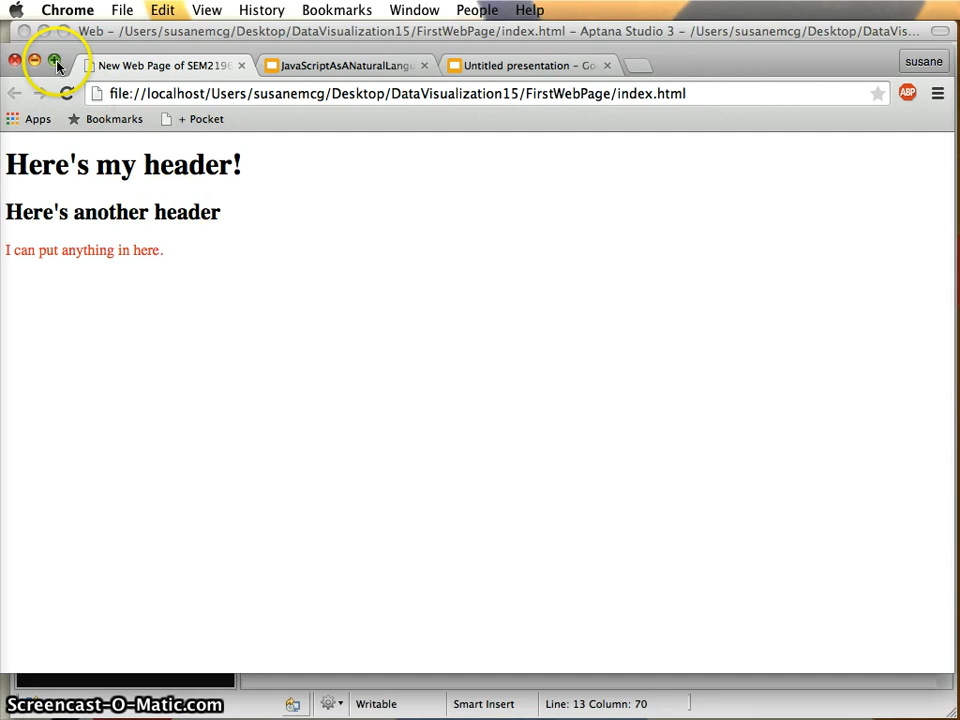 Chrome File Edit View History Bookmarks Window People Help
Web – /Users/susanemcg/Desktop/DataVisualization15/FirstWebPage/index.html – Aptana Studio 3 – /Users/susanemcg/Desktop/DataVis...
New Web Page of SEM2196 JavaScriptAsANaturalLangu Untitled presentation – Go susane
file://localhost/Users/susanemcg/Desktop/DataVisualization15/FirstWebPage/index.html ABP
Apps Bookmarks + Pocket
Here's my header!
Here's another header
I can put anything in here.
Screencast-O-Matic.com Writable Smart Insert Line: 13 Column: 70